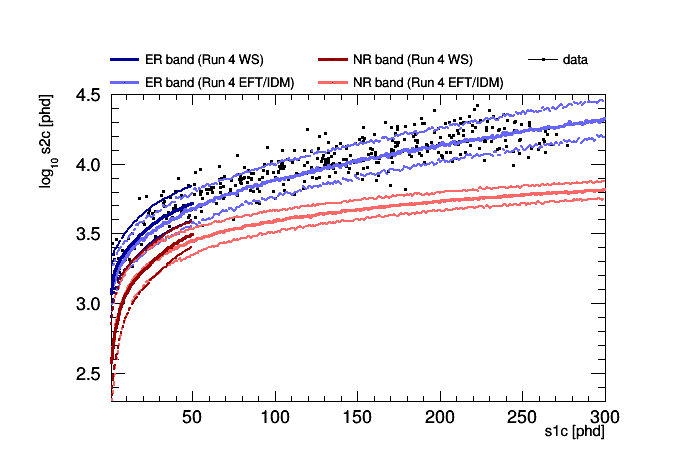 ER band (Run 4 WS) NR band (Run 4 WS) data
ER band (Run 4 EFT/IDM) NR band (Run 4 EFT/IDM)
log10 s2c [phd]
4.5
4.0
3.5
3.0
2.5
50 100 150 200 250 300
s1c [phd]